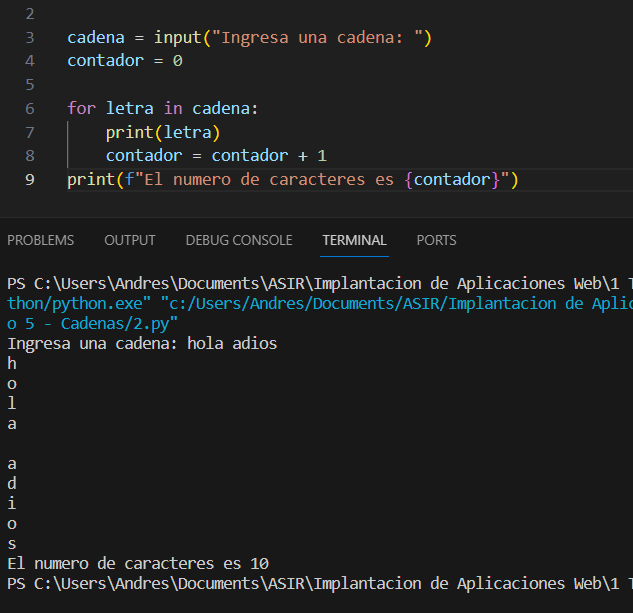 2
3 cadena = input("Ingresa una cadena: ")
4 contador = 0
5
6 for letra in cadena:
7     print(letra)
8     contador = contador + 1
9 print(f"El numero de caracteres es {contador}")
PROBLEMS OUTPUT DEBUG CONSOLE TERMINAL PORTS
PS C:\Users\Andres\Documents\ASIR\Implantacion de Aplicaciones Web\1 T
thon/python.exe" "c:/Users/Andres/Documents/ASIR/Implantacion de Aplic
o 5 - Cadenas/2.py"
Ingresa una cadena: hola adios
h
o
l
a

a
d
i
o
s
El numero de caracteres es 10
PS C:\Users\Andres\Documents\ASIR\Implantacion de Aplicaciones Web\1 T